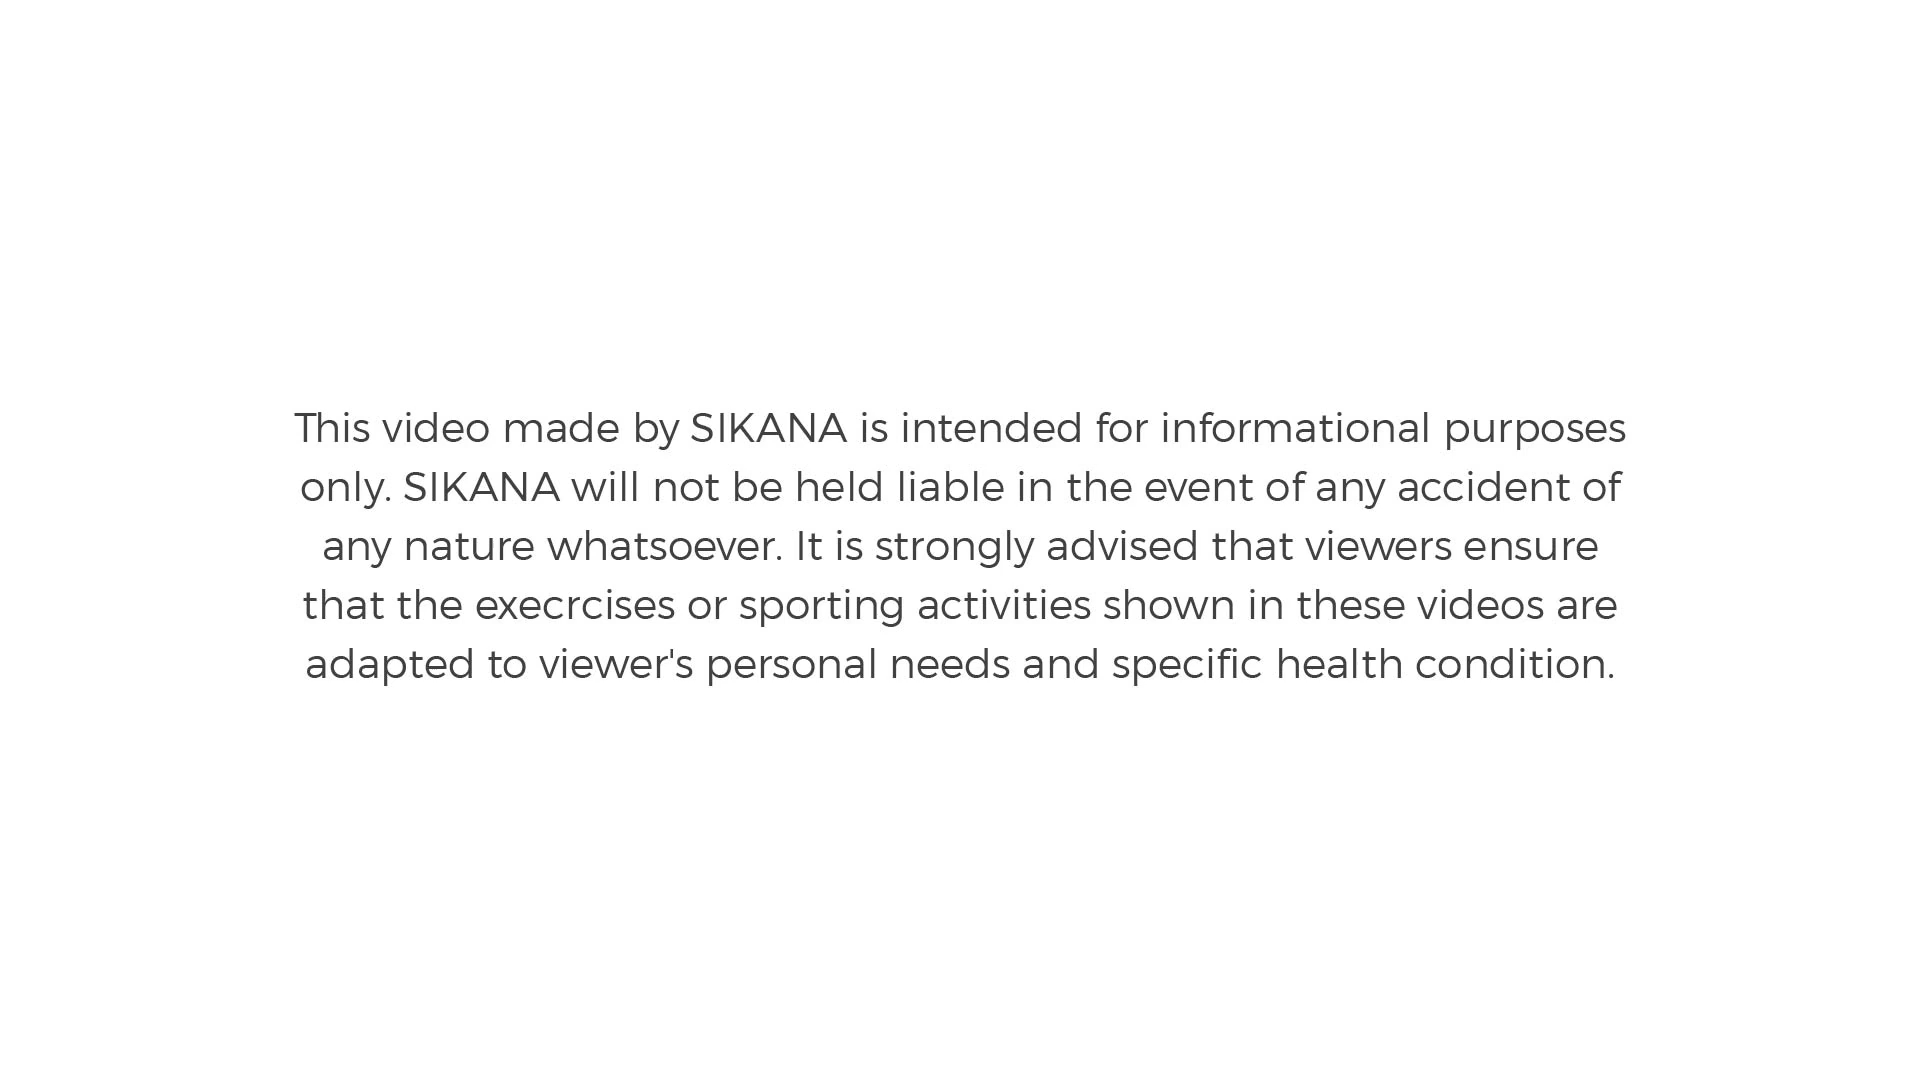 This video made by SIKANA is intended for informational purposes
only. SIKANA will not be held liable in the event of any accident of
any nature whatsoever. It is strongly advised that viewers ensure
that the execrcises or sporting activities shown in these videos are
adapted to viewer's personal needs and specific health condition.